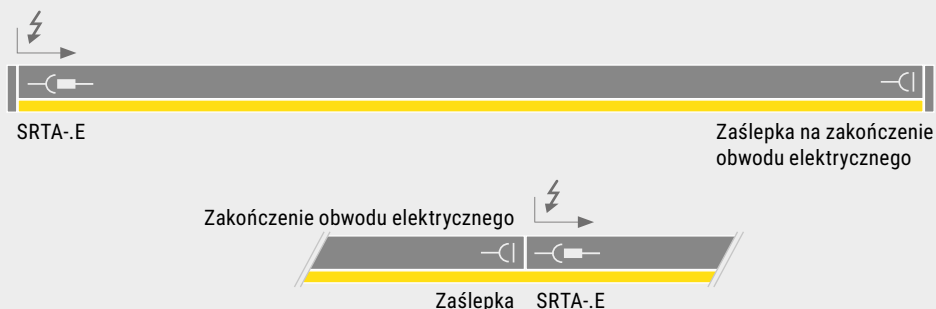 SRTA-.E
Zaślepka na zakończenie
obwodu elektrycznego
Zakończenie obwodu elektrycznego
Zaślepka
SRTA-.E